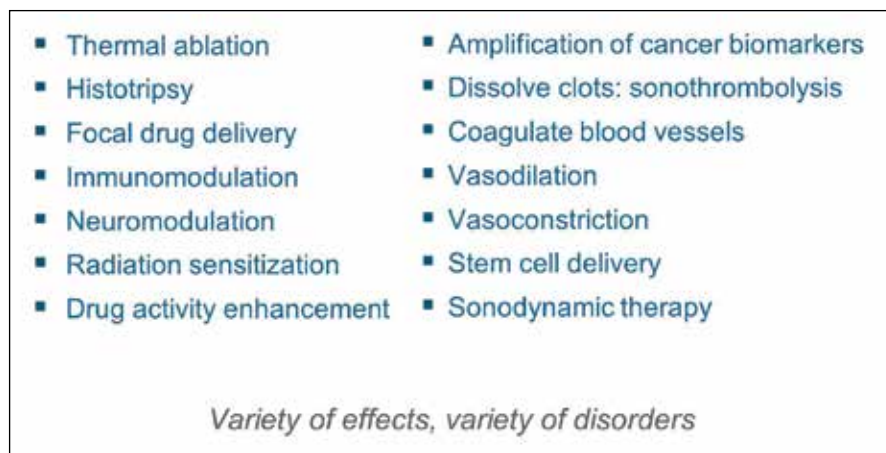 Thermal ablation
Histotripsy
Focal drug delivery
Immunomodulation
Neuromodulation
Radiation sensitization
Drug activity enhancement
Amplification of cancer biomarkers
Dissolve clots: sonothrombolysis
Coagulate blood vessels
Vasodilation
Vasoconstriction
Stem cell delivery
Sonodynamic therapy
Variety of effects, variety of disorders